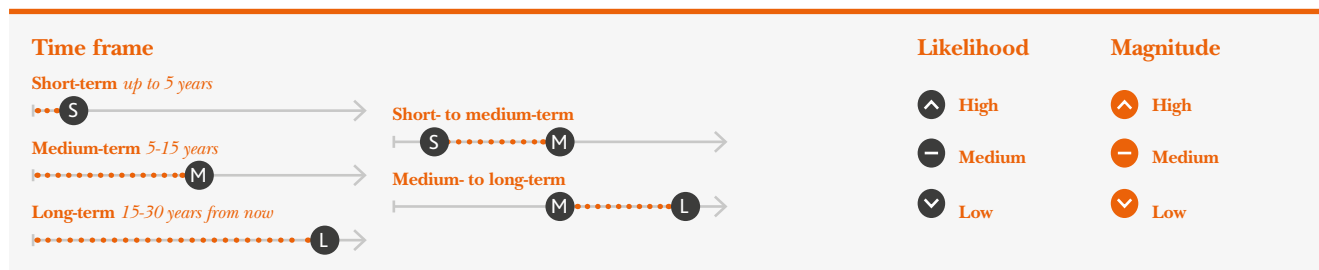 Time frame
Short-term up to 5 years
S
Medium-term 5-15 years
M
Long-term 15-30 years from now
L
Short- to medium-term
S M
Medium- to long-term
M L
Likelihood
High
Medium
Low
Magnitude
High
Medium
Low